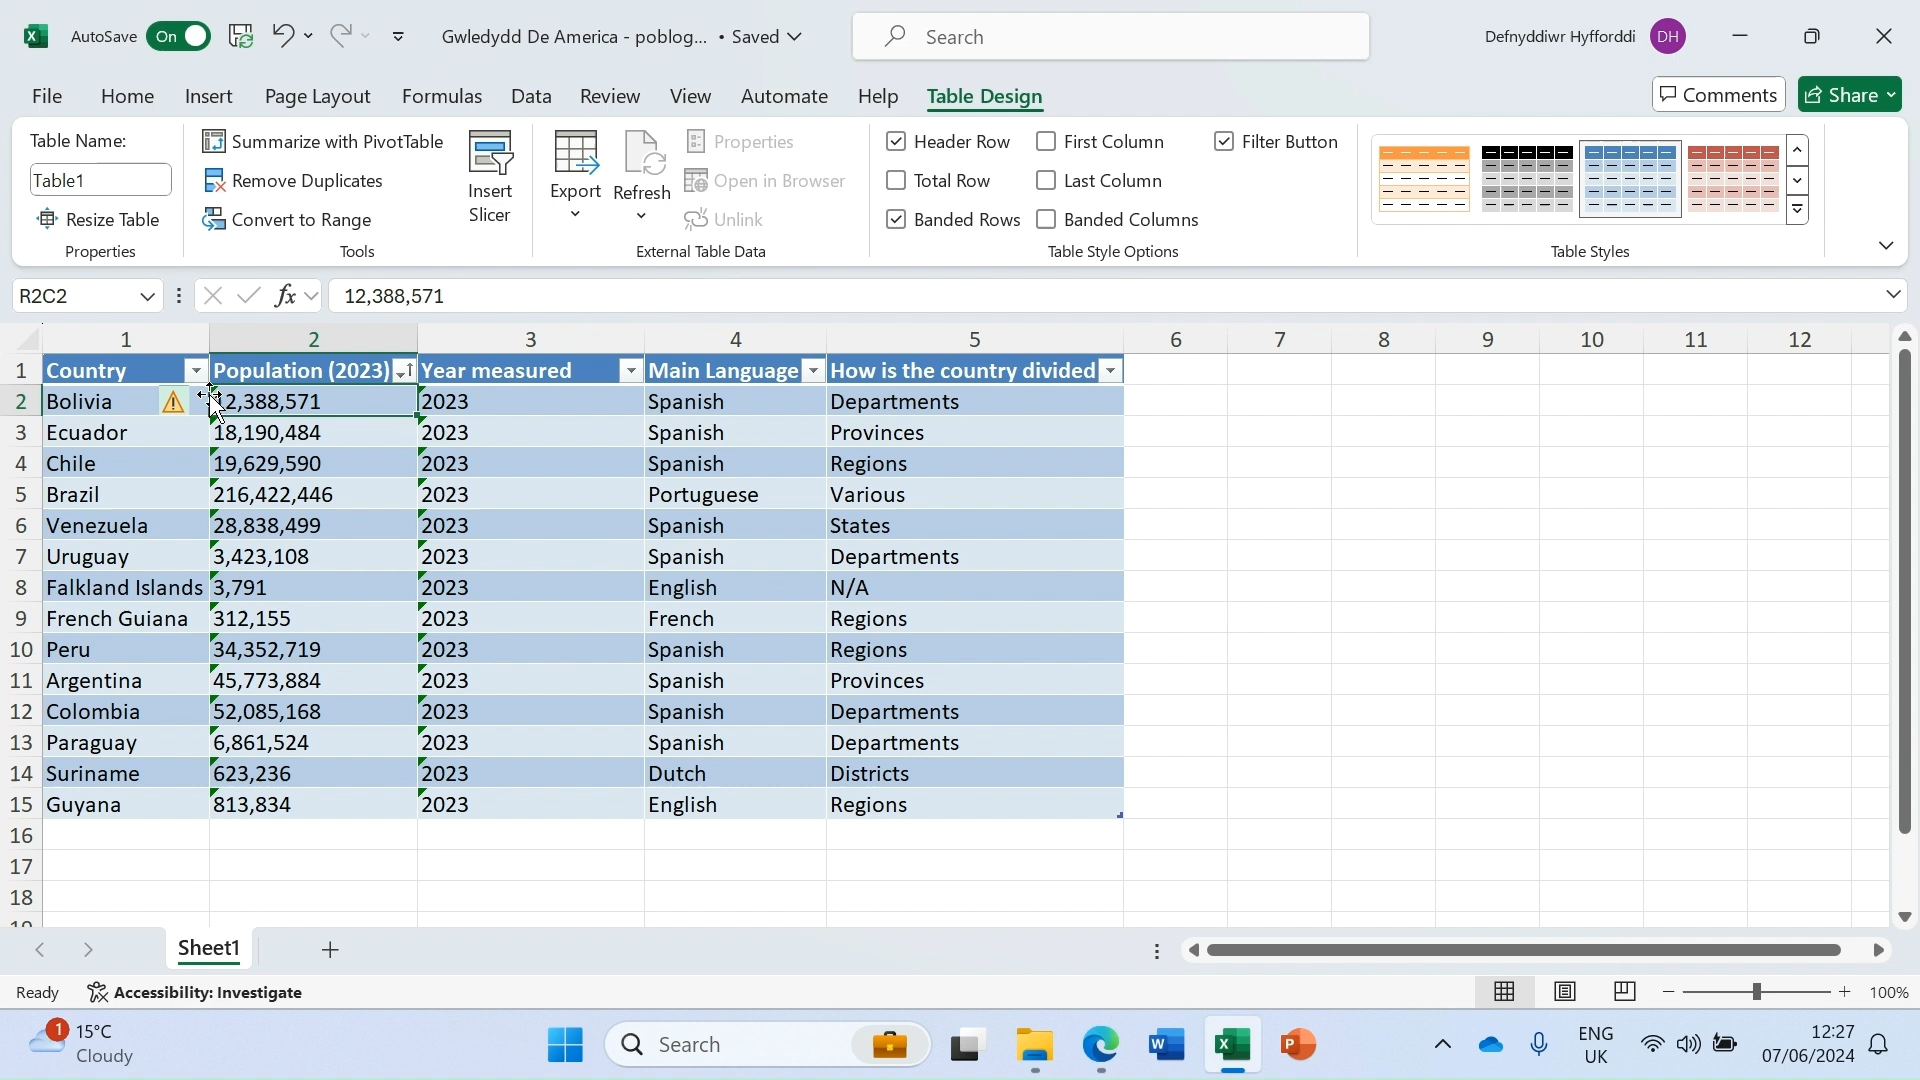 AutoSave On Gwledydd De America - poblog... • Saved Search Defnyddiwr Hyfforddi DH
File Home Insert Page Layout Formulas Data Review View Automate Help Table Design Comments Share
Table Name:
Table1
Resize Table
Properties
Summarize with PivotTable
Remove Duplicates
Convert to Range
Tools
Insert Slicer
Export
Refresh
Properties
Open in Browser
Unlink
External Table Data
Header Row First Column Filter Button
Total Row Last Column
Banded Rows Banded Columns
Table Style Options
Table Styles
R2C2 fx 12,388,571
1 2 3 4 5 6 7 8 9 10 11 12
1 Country Population (2023) Year measured Main Language How is the country divided
2 Bolivia 12,388,571 2023 Spanish Departments
3 Ecuador 18,190,484 2023 Spanish Provinces
4 Chile 19,629,590 2023 Spanish Regions
5 Brazil 216,422,446 2023 Portuguese Various
6 Venezuela 28,838,499 2023 Spanish States
7 Uruguay 3,423,108 2023 Spanish Departments
8 Falkland Islands 3,791 2023 English N/A
9 French Guiana 312,155 2023 French Regions
10 Peru 34,352,719 2023 Spanish Regions
11 Argentina 45,773,884 2023 Spanish Provinces
12 Colombia 52,085,168 2023 Spanish Departments
13 Paraguay 6,861,524 2023 Spanish Departments
14 Suriname 623,236 2023 Dutch Districts
15 Guyana 813,834 2023 English Regions
16
17
18
Sheet1
Ready Accessibility: Investigate 100%
1 15°C
Cloudy
Search
ENG
UK
12:27
07/06/2024